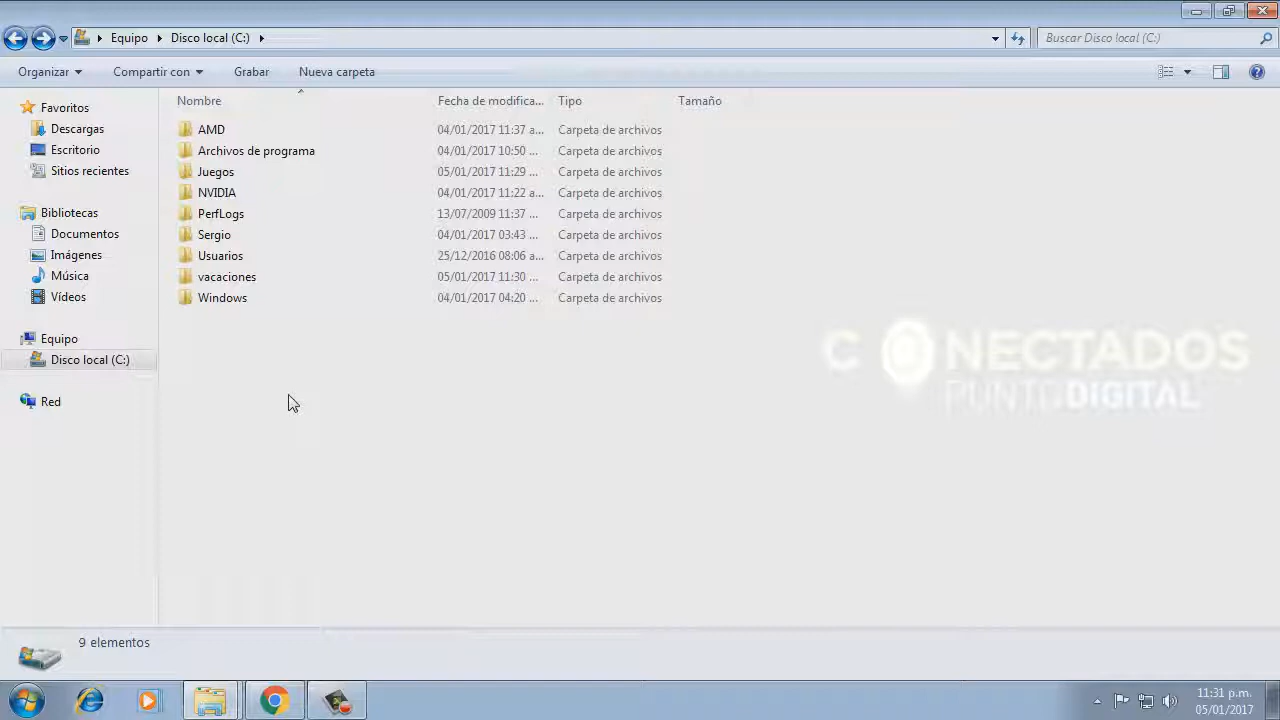 Equipo Disco local (C:)
Buscar Disco local (C:)
Organizar Compartir con Grabar Nueva carpeta
Favoritos
Descargas
Escritorio
Sitios recientes
Bibliotecas
Documentos
Imágenes
Música
Vídeos
Equipo
Disco local (C:)
Red
Nombre Fecha de modifica... Tipo Tamaño
AMD 04/01/2017 11:37 a... Carpeta de archivos
Archivos de programa 04/01/2017 10:50 ... Carpeta de archivos
Juegos 05/01/2017 11:29 ... Carpeta de archivos
NVIDIA 04/01/2017 11:22 a... Carpeta de archivos
PerfLogs 13/07/2009 11:37 ... Carpeta de archivos
Sergio 04/01/2017 03:43 ... Carpeta de archivos
Usuarios 25/12/2016 08:06 a... Carpeta de archivos
vacaciones 05/01/2017 11:30 ... Carpeta de archivos
Windows 04/01/2017 04:20 ... Carpeta de archivos
CONECTADOS
PUNTODIGITAL
9 elementos
11:31 p.m.
05/01/2017